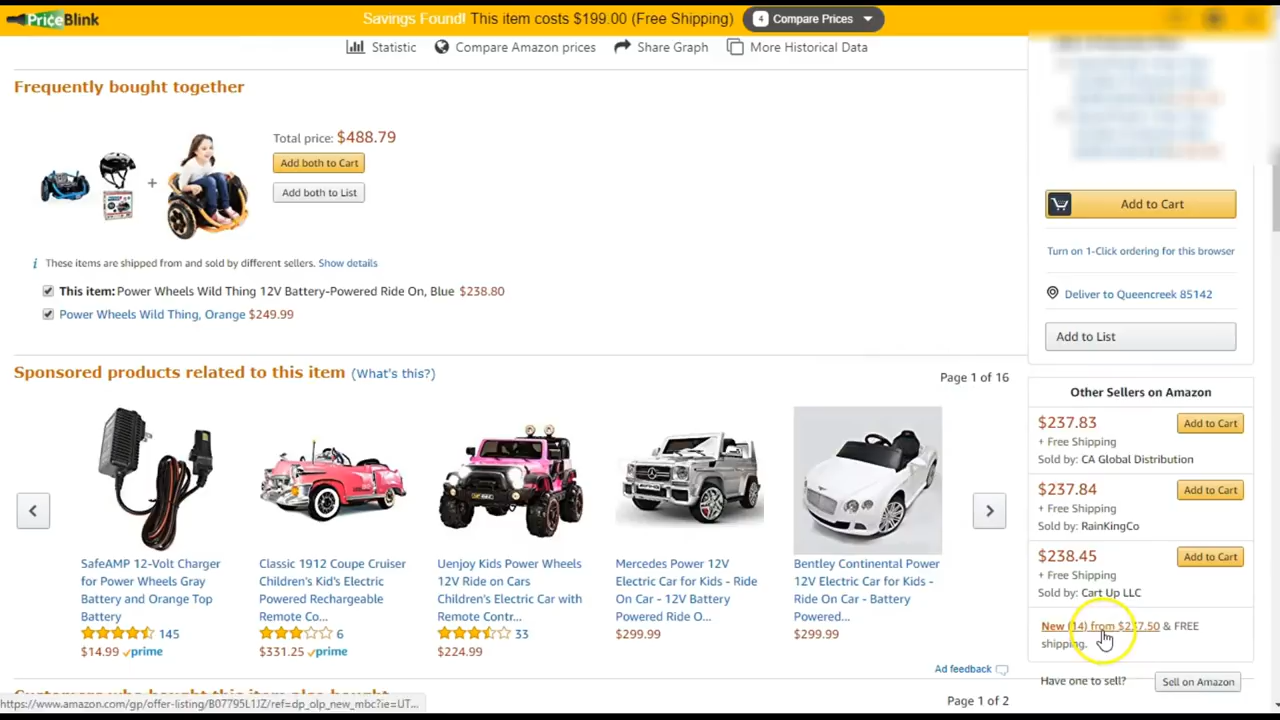 PriceBlink
Savings Found! This item costs $199.00 (Free Shipping)
4 Compare Prices
Statistic
Compare Amazon prices
Share Graph
More Historical Data
Frequently bought together
Total price: $488.79
Add both to Cart
Add both to List
+
i These items are shipped from and sold by different sellers. Show details
This item: Power Wheels Wild Thing 12V Battery-Powered Ride On, Blue $238.80
Power Wheels Wild Thing, Orange $249.99
Sponsored products related to this item (What's this?)
Page 1 of 16
SafeAMP 12-Volt Charger
for Power Wheels Gray
Battery and Orange Top
Battery
145
$14.99 prime
Classic 1912 Coupe Cruiser
Children's Kid's Electric
Powered Rechargeable
Remote Co...
6
$331.25 prime
Uenjoy Kids Power Wheels
12V Ride on Cars
Children's Electric Car with
Remote Contr...
33
$224.99
Mercedes Power 12V
Electric Car for Kids - Ride
On Car - 12V Battery
Powered Ride O...
$299.99
Bentley Continental Power
12V Electric Car for Kids -
Ride On Car - Battery
Powered...
$299.99
Ad feedback
Customers who bought this item also bought
Page 1 of 2
Add to Cart
Turn on 1-Click ordering for this browser
Deliver to Queencreek 85142
Add to List
Other Sellers on Amazon
$237.83
Add to Cart
+ Free Shipping
Sold by: CA Global Distribution
$237.84
Add to Cart
+ Free Shipping
Sold by: RainKingCo
$238.45
Add to Cart
+ Free Shipping
Sold by: Cart Up LLC
New (14) from $237.50 & FREE
shipping.
Have one to sell?
Sell on Amazon
https://www.amazon.com/gp/offer-listing/B07795L1JZ/ref=dp_olp_new_mbc?ie=UT...